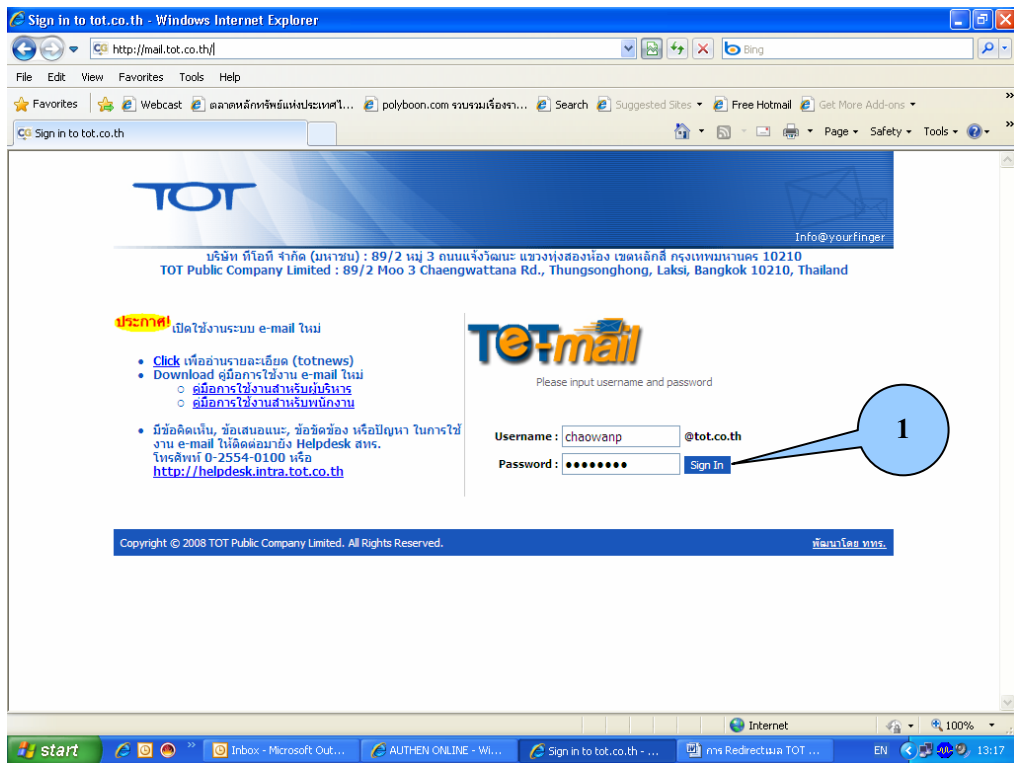 Sign in to tot.co.th - Windows Internet Explorer
http://mail.tot.co.th/
Bing
File Edit View Favorites Tools Help
Favorites Webcast ตลาดหลักทรัพย์แห่งประเทศไ... polyboon.com รวบรวมเรื่องรา... Search Suggested Sites Free Hotmail Get More Add-ons
Sign in to tot.co.th Page Safety Tools
TOT
Info@yourfinger
บริษัท ทีโอที จำกัด (มหาชน) : 89/2 หมู่ 3 ถนนแจ้งวัฒนะ แขวงทุ่งสองห้อง เขตหลักสี่ กรุงเทพมหานคร 10210
TOT Public Company Limited : 89/2 Moo 3 Chaengwattana Rd., Thungsonghong, Laksi, Bangkok 10210, Thailand
ประกาศ! เปิดใช้งานระบบ e-mail ใหม่
Click เพื่ออ่านรายละเอียด (totnews)
Download คู่มือการใช้งาน e-mail ใหม่
คู่มือการใช้งานสำหรับผู้บริหาร
คู่มือการใช้งานสำหรับพนักงาน
มีข้อคิดเห็น, ข้อเสนอแนะ, ข้อขัดข้อง หรือปัญหา ในการใช้
งาน e-mail ให้ติดต่อมายัง Helpdesk สทร.
โทรศัพท์ 0-2554-0100 หรือ
http://helpdesk.intra.tot.co.th
TOTmail
Please input username and password
Username : chaowanp @tot.co.th
Password : •••••••• Sign In
1
Copyright © 2008 TOT Public Company Limited. All Rights Reserved. พัฒนาโดย ททร.
Internet 100%
start Inbox - Microsoft Out... AUTHEN ONLINE - Wi... Sign in to tot.co.th - ... การ Redirectเมล TOT ... EN 13:17